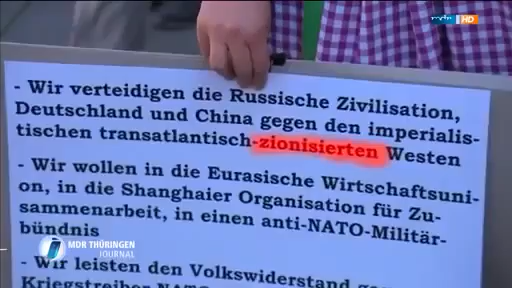 mdr HD
- Wir verteidigen die Russische Zivilisation,
Deutschland und China gegen den imperialis-
tischen transatlantisch-zionisierten Westen
- Wir wollen in die Eurasische Wirtschaftsuni-
on, in die Shanghaier Organisation für Zu-
sammenarbeit, in einen anti-NATO-Militär-
bündnis
MDR THÜRINGEN
JOURNAL
- Wir leisten den Volkswiderstand
Kriegstreiber